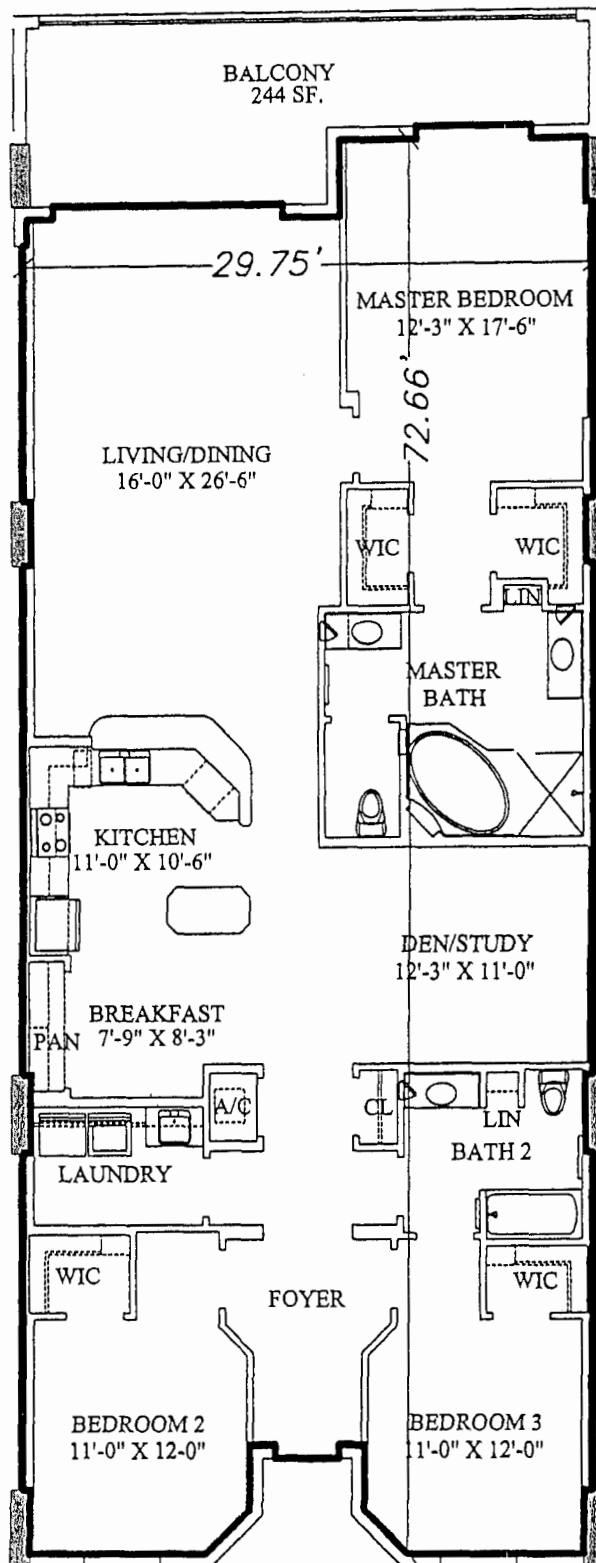 BALCONY
244 SF.
29.75'
MASTER BEDROOM
12'-3" X 17'-6"
72.66'
LIVING/DINING
16'-0" X 26'-6"
WIC
WIC
LIN
MASTER
BATH
KITCHEN
11'-0" X 10'-6"
DEN/STUDY
12'-3" X 11'-0"
BREAKFAST
7'-9" X 8'-3"
PAN
A/C
CL
LIN
BATH 2
LAUNDRY
WIC
FOYER
WIC
BEDROOM 2
11'-0" X 12-0"
BEDROOM 3
11'-0" X 12'-0"